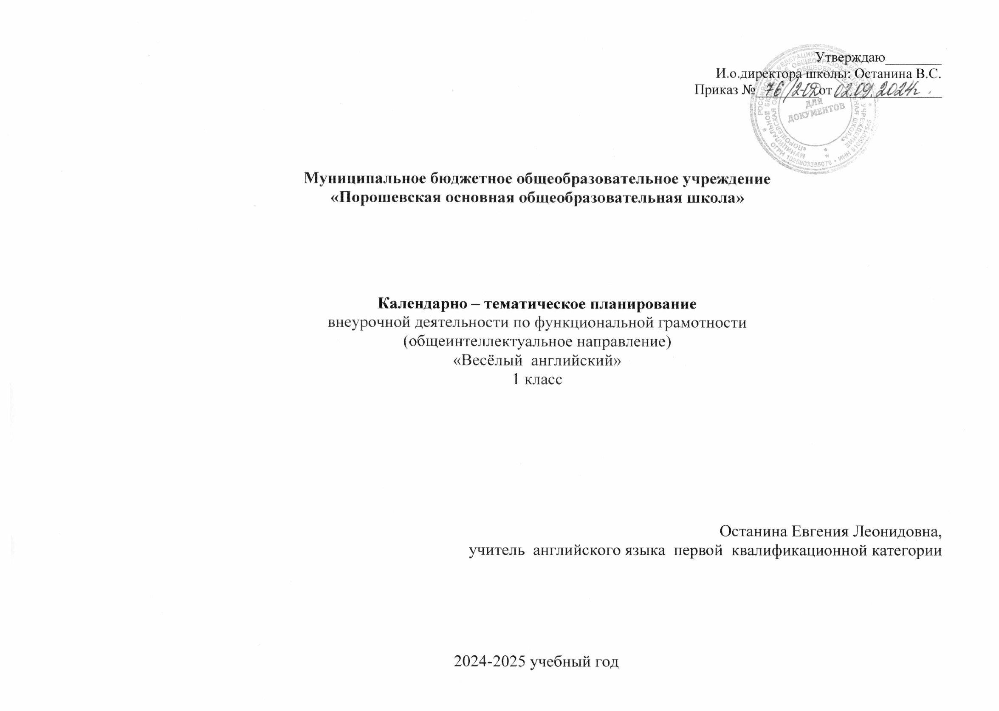 Утверждаю________
И.о.директора школы: Останина В.С.
Приказ № 76/2-02 от 02.09.2024г.
ДЛЯ
ДОКУМЕНТОВ
Муниципальное бюджетное общеобразовательное учреждение
«Порошевская основная общеобразовательная школа»
Календарно – тематическое планирование
внеурочной деятельности по функциональной грамотности
(общеинтеллектуальное направление)
«Весёлый английский»
1 класс
Останина Евгения Леонидовна,
учитель английского языка первой квалификационной категории
2024-2025 учебный год